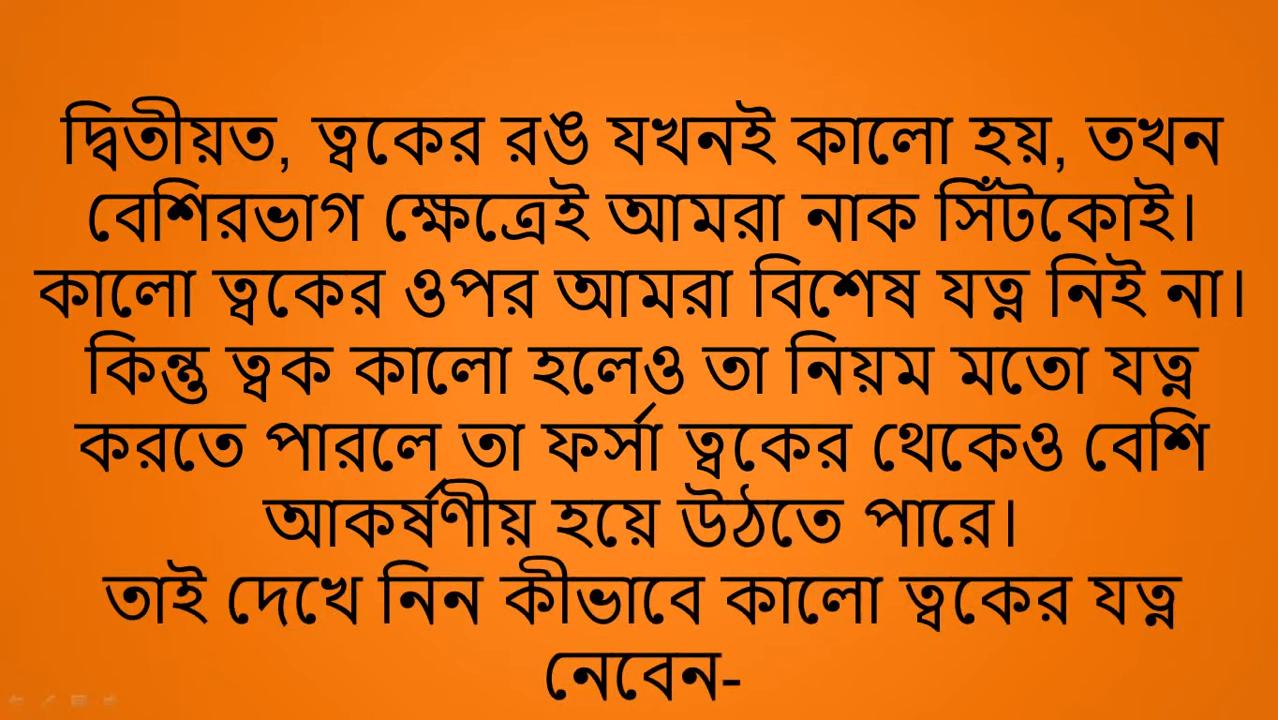 দ্বিতীয়ত, ত্বকের রঙ যখনই কালো হয়, তখন
বেশিরভাগ ক্ষেত্রেই আমরা নাক সিঁটকোই।
কালো ত্বকের ওপর আমরা বিশেষ যত্ন নিই না।
কিন্তু ত্বক কালো হলেও তা নিয়ম মতো যত্ন
করতে পারলে তা ফর্সা ত্বকের থেকেও বেশি
আকর্ষণীয় হয়ে উঠতে পারে।
তাই দেখে নিন কীভাবে কালো ত্বকের যত্ন
নেবেন-